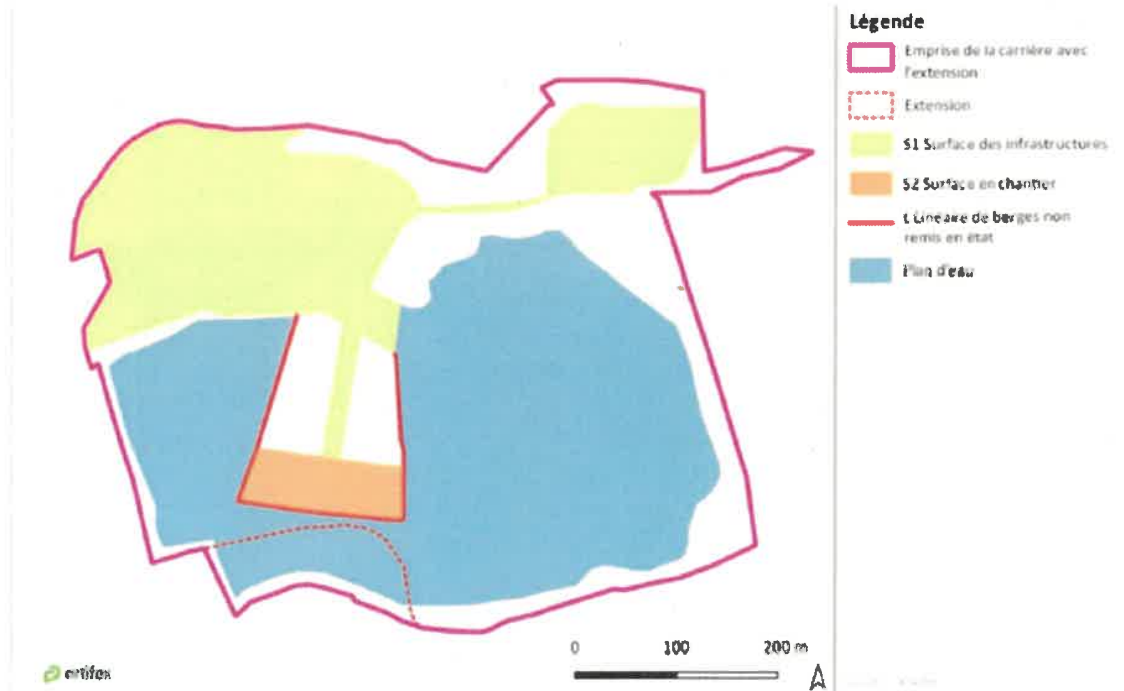 Légende
Emprise de la carrière avec
l'extension
Extension
S1 Surface des infrastructures
S2 Surface en chantier
L Linéaire de berges non
remis en état
Plan d'eau
0 100 200 m